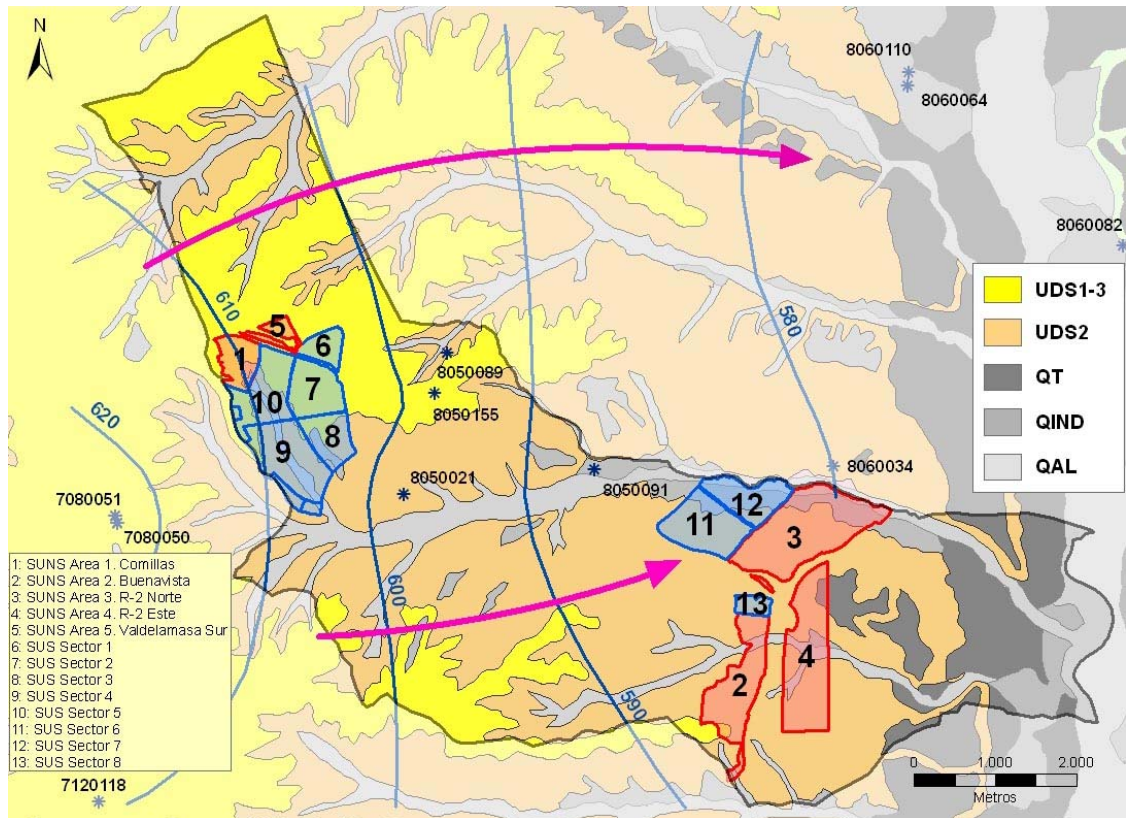 N
8060110
8060064
8060082
UDS1-3
UDS2
QT
QIND
QAL
610
580
5
6
1
7
10
8
9
620
8050089
8050155
8050021
8050091
8060034
7080051
7080050
12
11
3
600
13
4
2
590
1: SUNS Area 1. Comillas
2: SUNS Area 2. Buenavista
3: SUNS Area 3. R-2 Norte
4: SUNS Area 4. R-2 Este
5: SUNS Area 5. Valdelamasa Sur
6: SUS Sector 1
7: SUS Sector 2
8: SUS Sector 3
9: SUS Sector 4
10: SUS Sector 5
11: SUS Sector 6
12: SUS Sector 7
13: SUS Sector 8
7120118
0 1.000 2.000
Metros